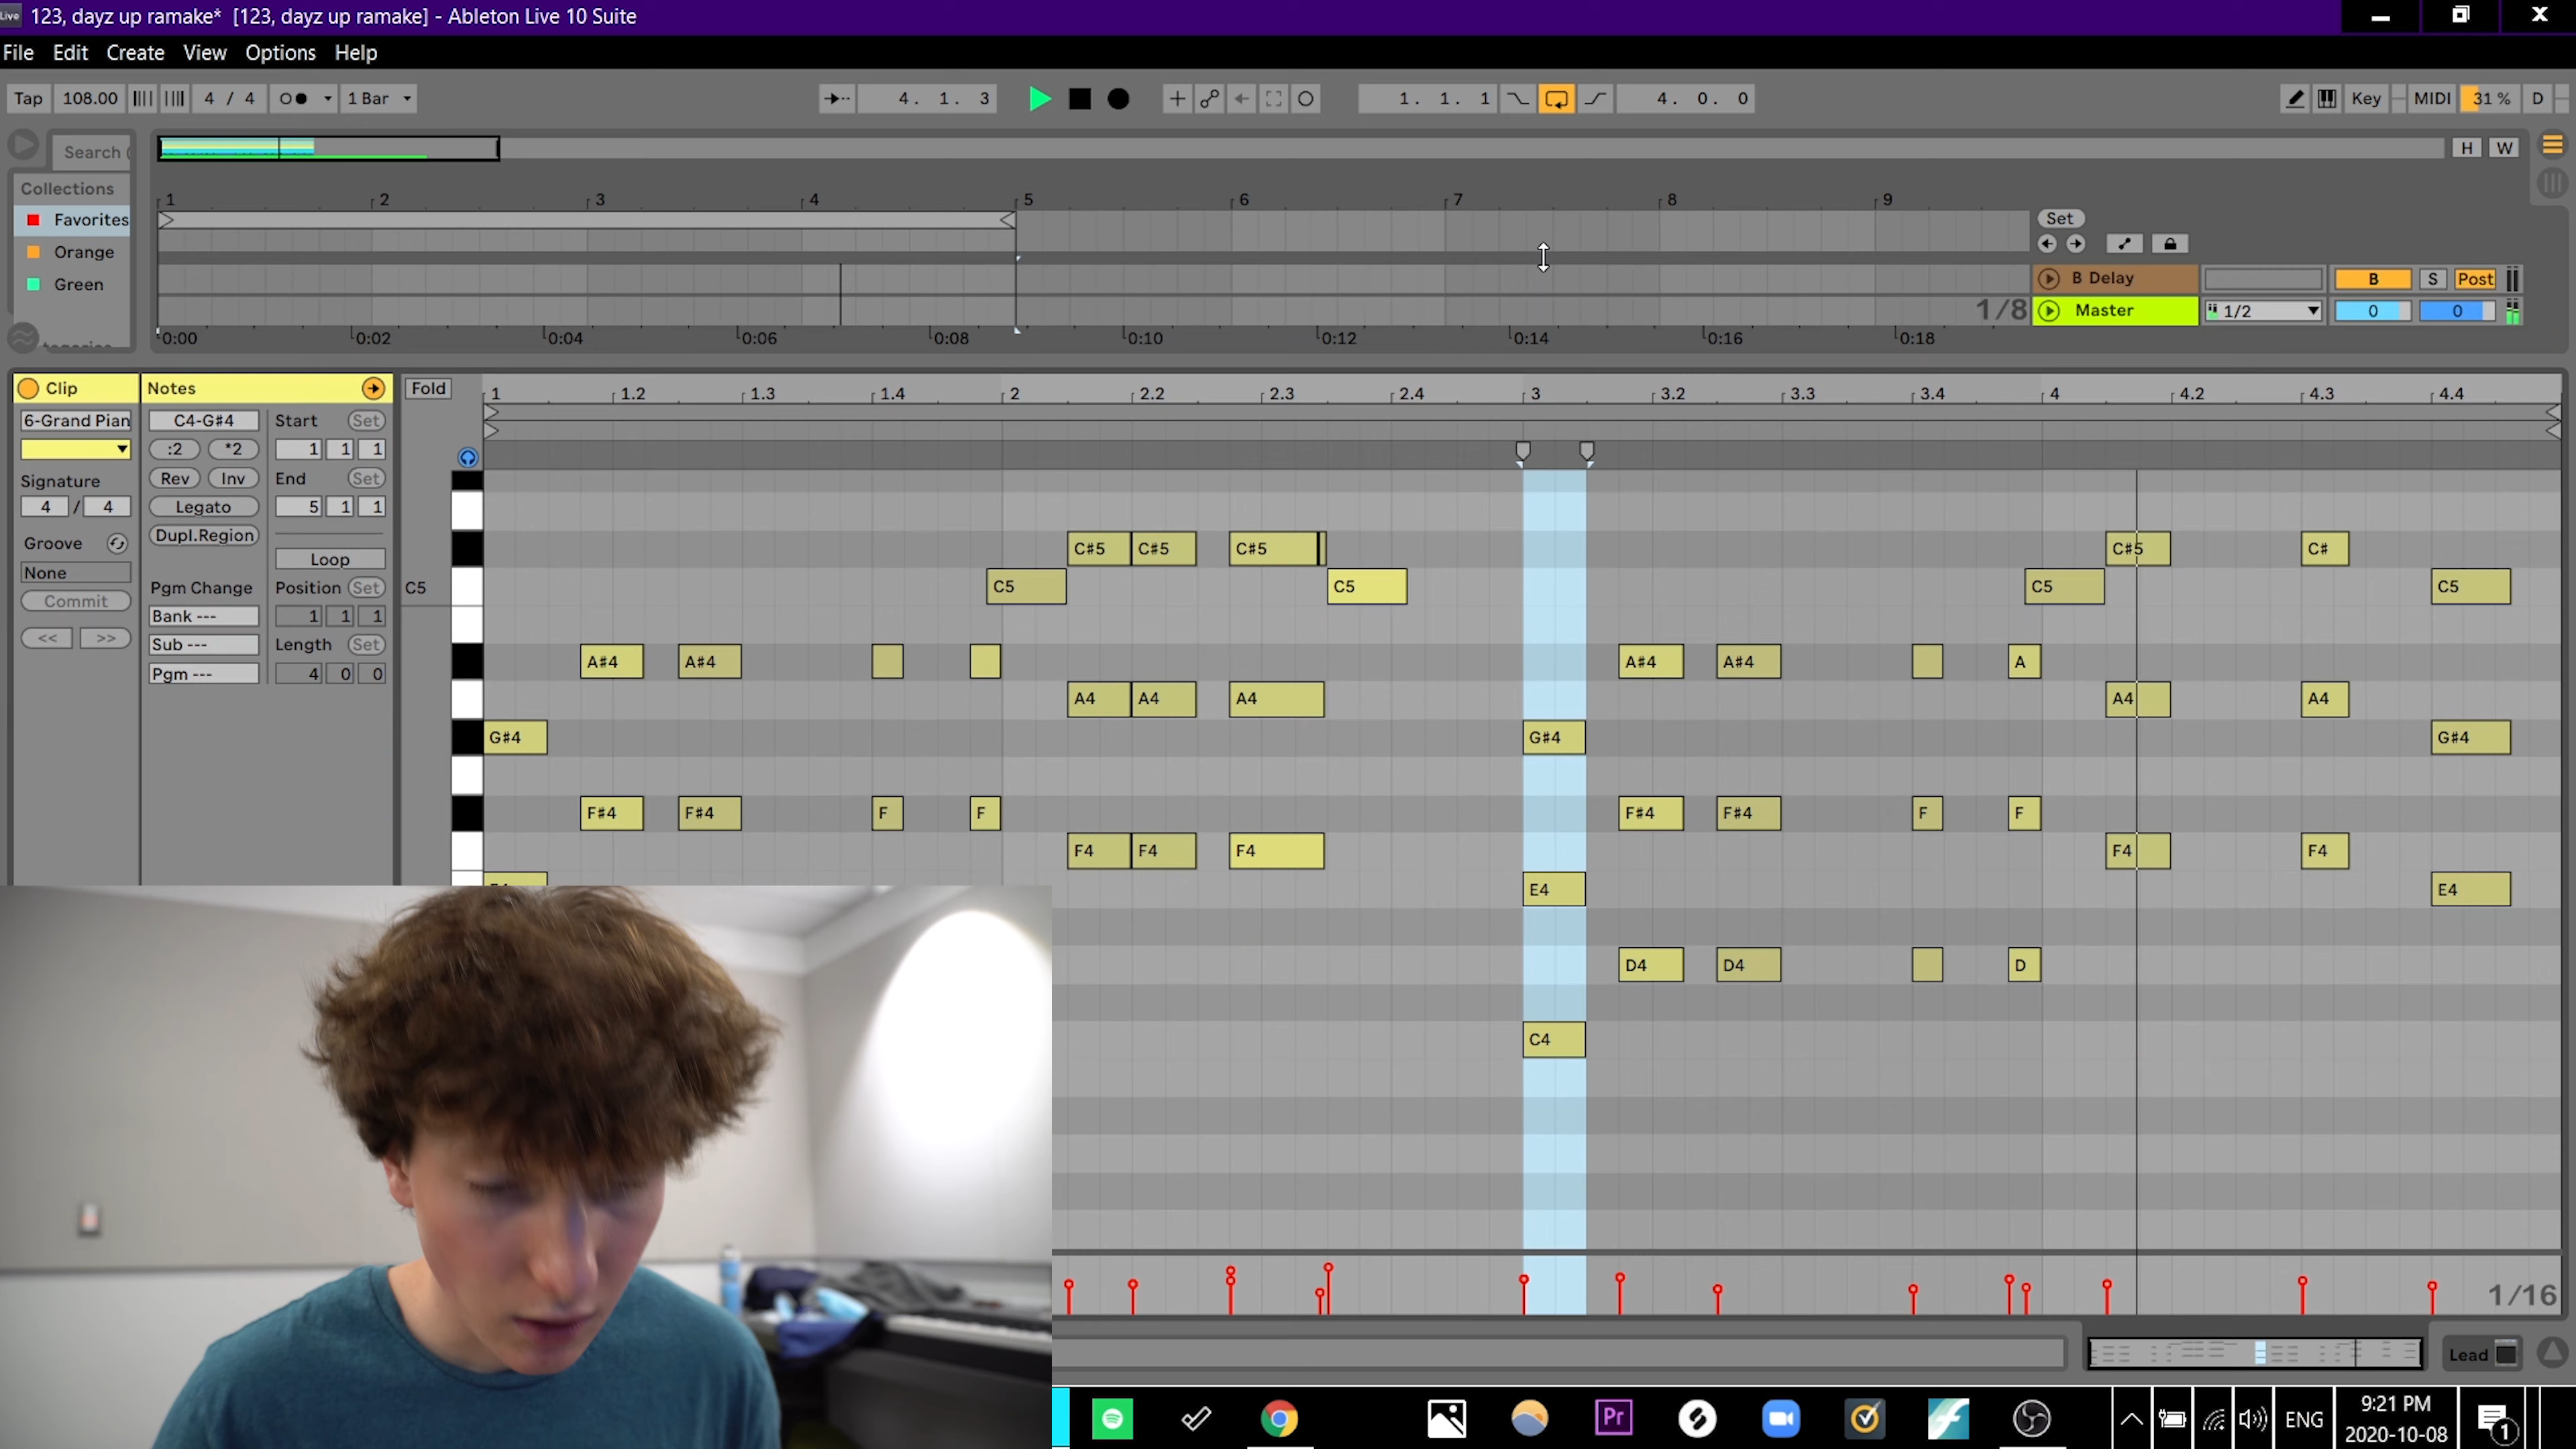 Live 123, dayz up ramake* [123, dayz up ramake] - Ableton Live 10 Suite
File Edit Create View Options Help
Tap 108.00 4 / 4 1 Bar 4. 1. 3 1. 1. 1 4. 0. 0 Key MIDI 31 % D
Search (
H W
Collections
1 2 3 4 5 6 7 8 9
Favorites
Set
Orange
Green
B Delay B S Post
1/8 Master 1/2 0 0
0:00 0:02 0:04 0:06 0:08 0:10 0:12 0:14 0:16 0:18
Clip Notes Fold
1 1.2 1.3 1.4 2 2.2 2.3 2.4 3 3.2 3.3 3.4 4 4.2 4.3 4.4
6-Grand Pian C4-G#4 Start Set
:2 *2 1 1 1
Signature Rev Inv End Set
4 / 4 Legato 5 1 1
Dupl.Region
Groove
None Loop
Commit Pgm Change Position Set
Bank --- 1 1 1
<< >> Sub --- Length Set
Pgm --- 4 0 0
C#5 C#5 C#5 C#5 C#
C5 C5 C5 C5 C5
A#4 A#4 A#4 A#4 A
A4 A4 A4 A4 A4
G#4 G#4 G#4
F#4 F#4 F F F#4 F#4 F F
F4 F4 F4 F4 F4
E4 E4
D4 D4 D
C4
1/16
Lead
Pr
ENG
9:21 PM
2020-10-08
1